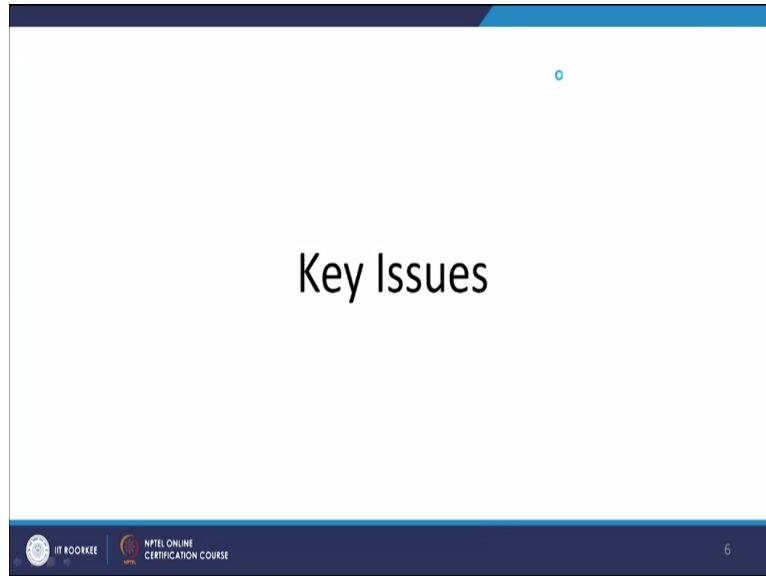 Key Issues
IIT ROORKEE
NPTEL ONLINE
CERTIFICATION COURSE
6